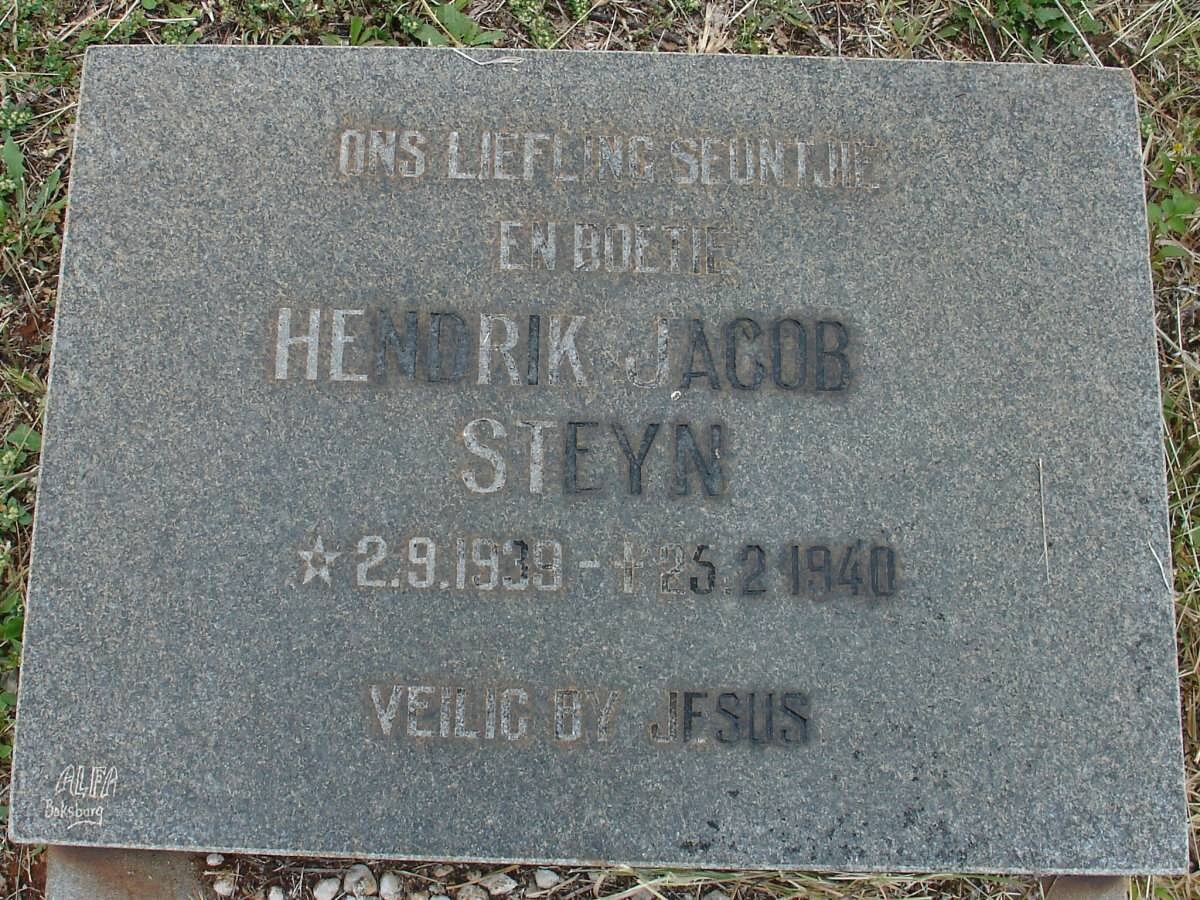 ONS LIEFLING SEUNTJIE
EN BOETIE
HENDRIK JACOB
STEYN
☆ 2.9.1939 - † 25.2 1940
VEILIG BY JESUS
ALFA
Boksburg